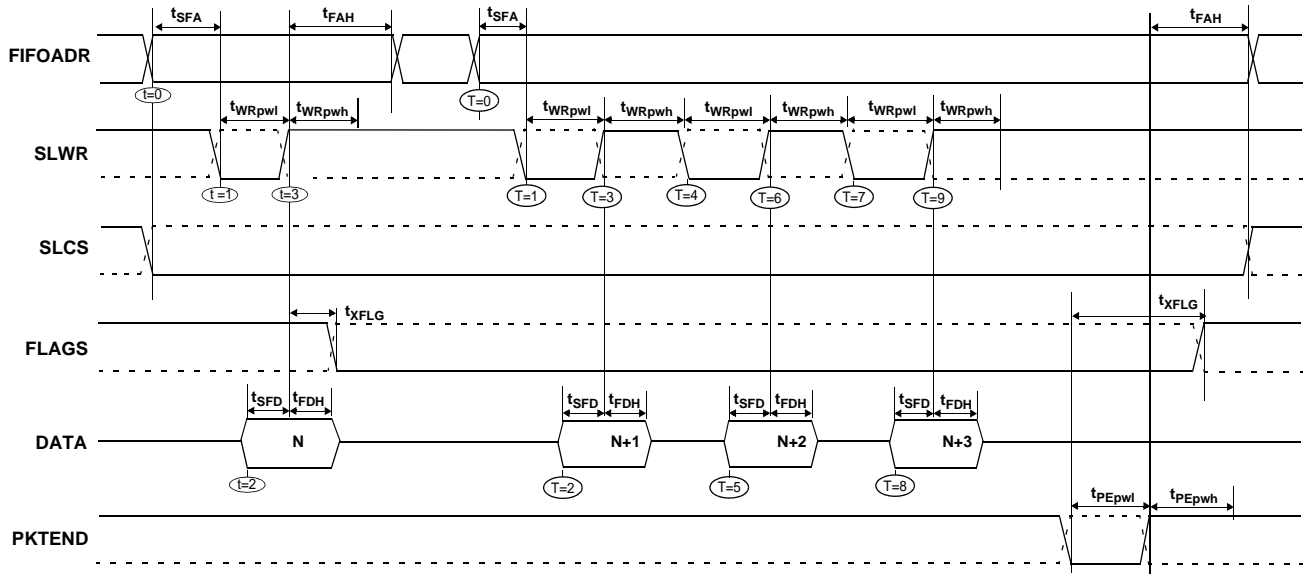 tSFA
tFAH
tSFA
tFAH
FIFOADR
t=0
T=0
tWRpwl
tWRpwh
tWRpwl
tWRpwh
tWRpwl
tWRpwh
tWRpwl
tWRpwh
SLWR
t =1
t=3
T=1
T=3
T=4
T=6
T=7
T=9
SLCS
tXFLG
tXFLG
FLAGS
tSFD
tFDH
tSFD
tFDH
tSFD
tFDH
tSFD
tFDH
DATA
N
N+1
N+2
N+3
t=2
T=2
T=5
T=8
tPEpwl
tPEpwh
PKTEND